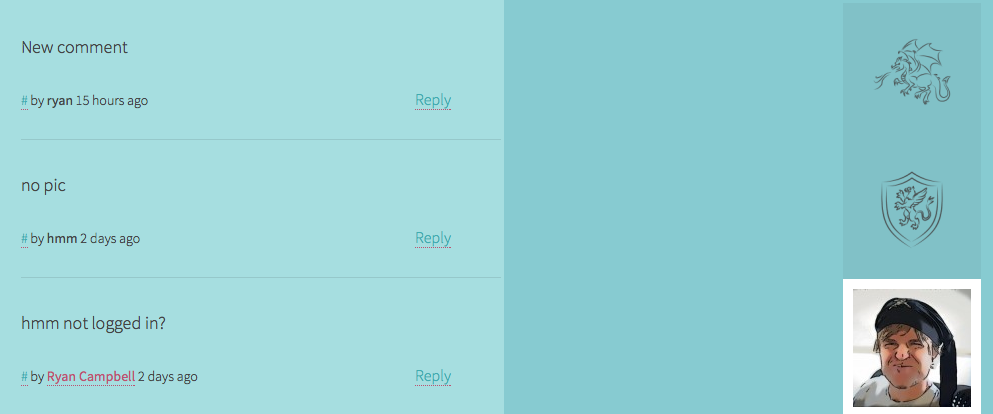 New comment
# by ryan 15 hours ago Reply
no pic
# by hmm 2 days ago Reply
hmm not logged in?
# by Ryan Campbell 2 days ago Reply